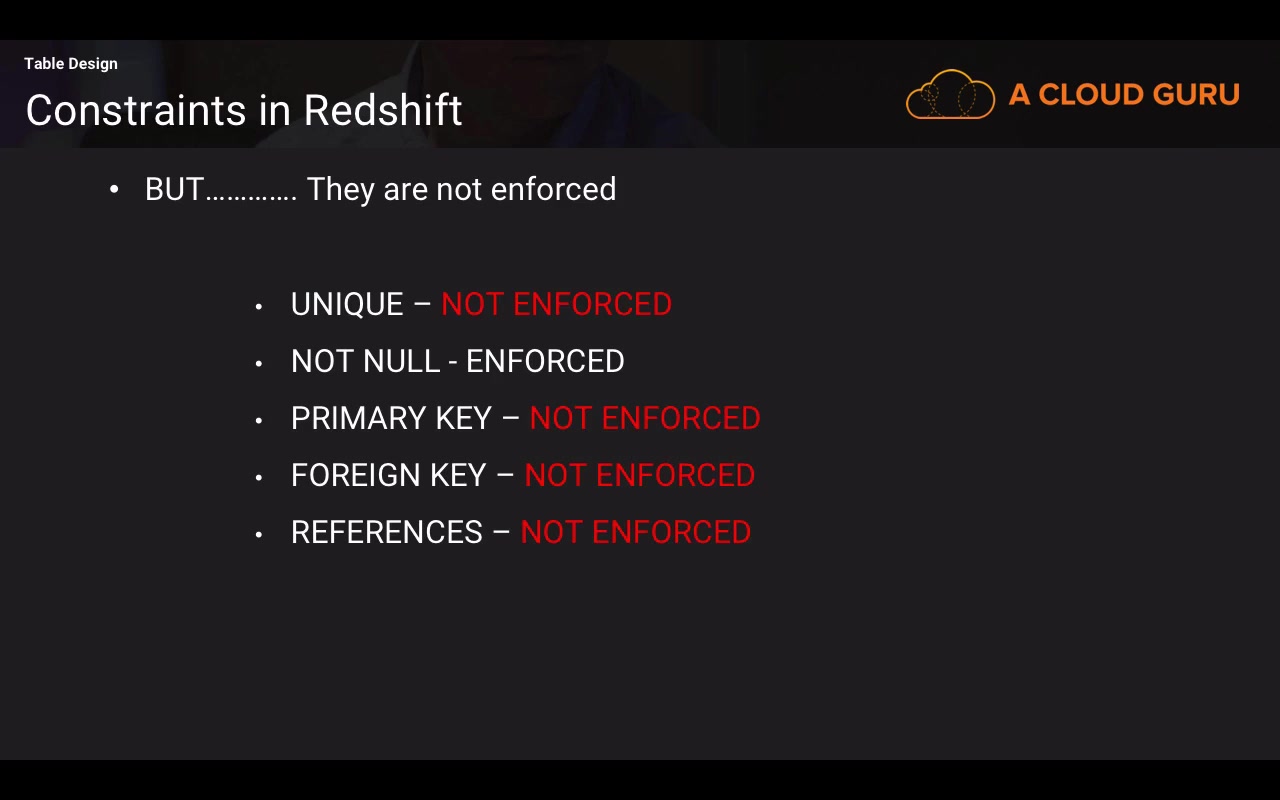 Table Design
Constraints in Redshift
A CLOUD GURU
• BUT…………. They are not enforced
• UNIQUE – NOT ENFORCED
• NOT NULL - ENFORCED
• PRIMARY KEY – NOT ENFORCED
• FOREIGN KEY – NOT ENFORCED
• REFERENCES – NOT ENFORCED